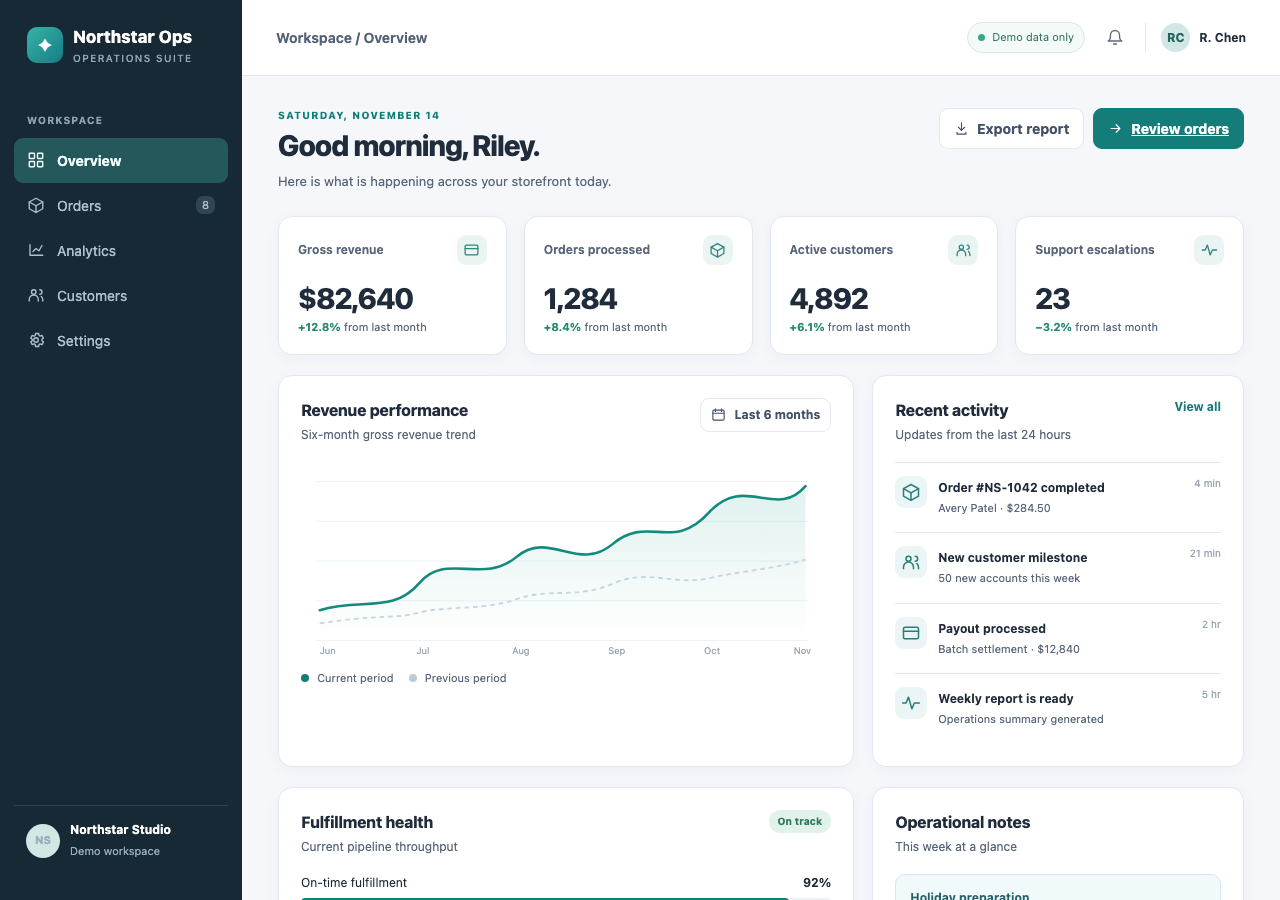 Northstar Ops
OPERATIONS SUITE
WORKSPACE
Overview
Orders
8
Analytics
Customers
Settings
NS
Northstar Studio
Demo workspace
Workspace / Overview
Demo data only
RC
R. Chen
SATURDAY, NOVEMBER 14
Good morning, Riley.
Here is what is happening across your storefront today.
Export report
Review orders
Gross revenue
$82,640
+12.8% from last month
Orders processed
1,284
+8.4% from last month
Active customers
4,892
+6.1% from last month
Support escalations
23
−3.2% from last month
Revenue performance
Six-month gross revenue trend
Last 6 months
Jun
Jul
Aug
Sep
Oct
Nov
Current period
Previous period
Recent activity
View all
Updates from the last 24 hours
Order #NS-1042 completed
4 min
Avery Patel · $284.50
New customer milestone
21 min
50 new accounts this week
Payout processed
2 hr
Batch settlement · $12,840
Weekly report is ready
5 hr
Operations summary generated
Fulfillment health
On track
Current pipeline throughput
On-time fulfillment
92%
Operational notes
This week at a glance
Holiday preparation